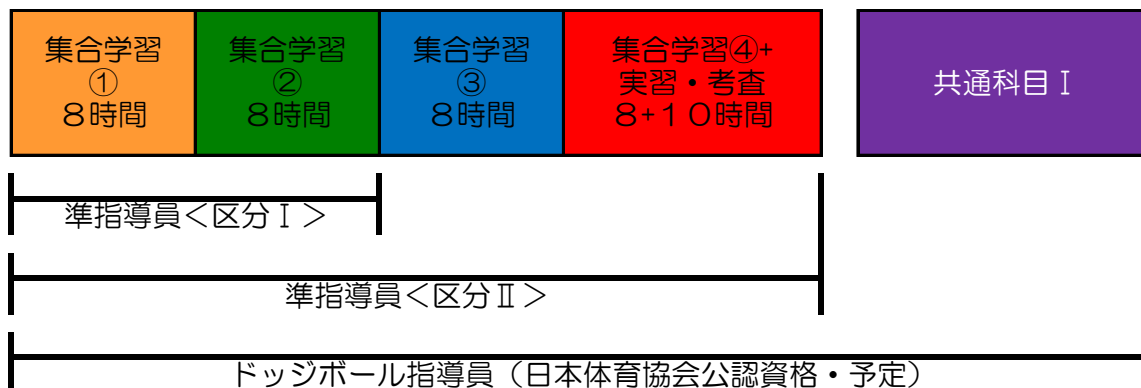 集合学習
①
８時間
集合学習
②
８時間
集合学習
③
８時間
集合学習④+
実習・考査
８+１０時間
共通科目Ⅰ
準指導員＜区分Ⅰ＞
準指導員＜区分Ⅱ＞
ドッジボール指導員（日本体育協会公認資格・予定）